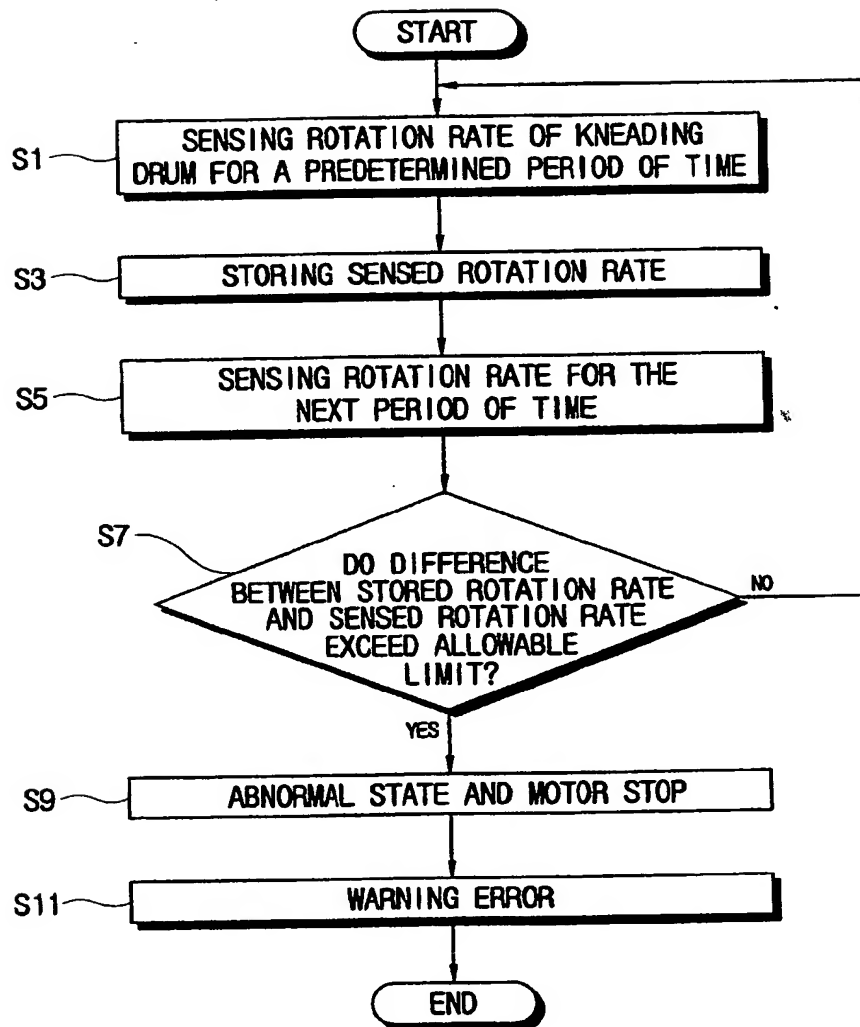 START
S1
SENSING ROTATION RATE OF KNEADING
DRUM FOR A PREDETERMINED PERIOD OF TIME
S3
STORING SENSED ROTATION RATE
S5
SENSING ROTATION RATE FOR THE
NEXT PERIOD OF TIME
S7
DO DIFFERENCE
BETWEEN STORED ROTATION RATE
AND SENSED ROTATION RATE
EXCEED ALLOWABLE
LIMIT?
NO
YES
S9
ABNORMAL STATE AND MOTOR STOP
S11
WARNING ERROR
END